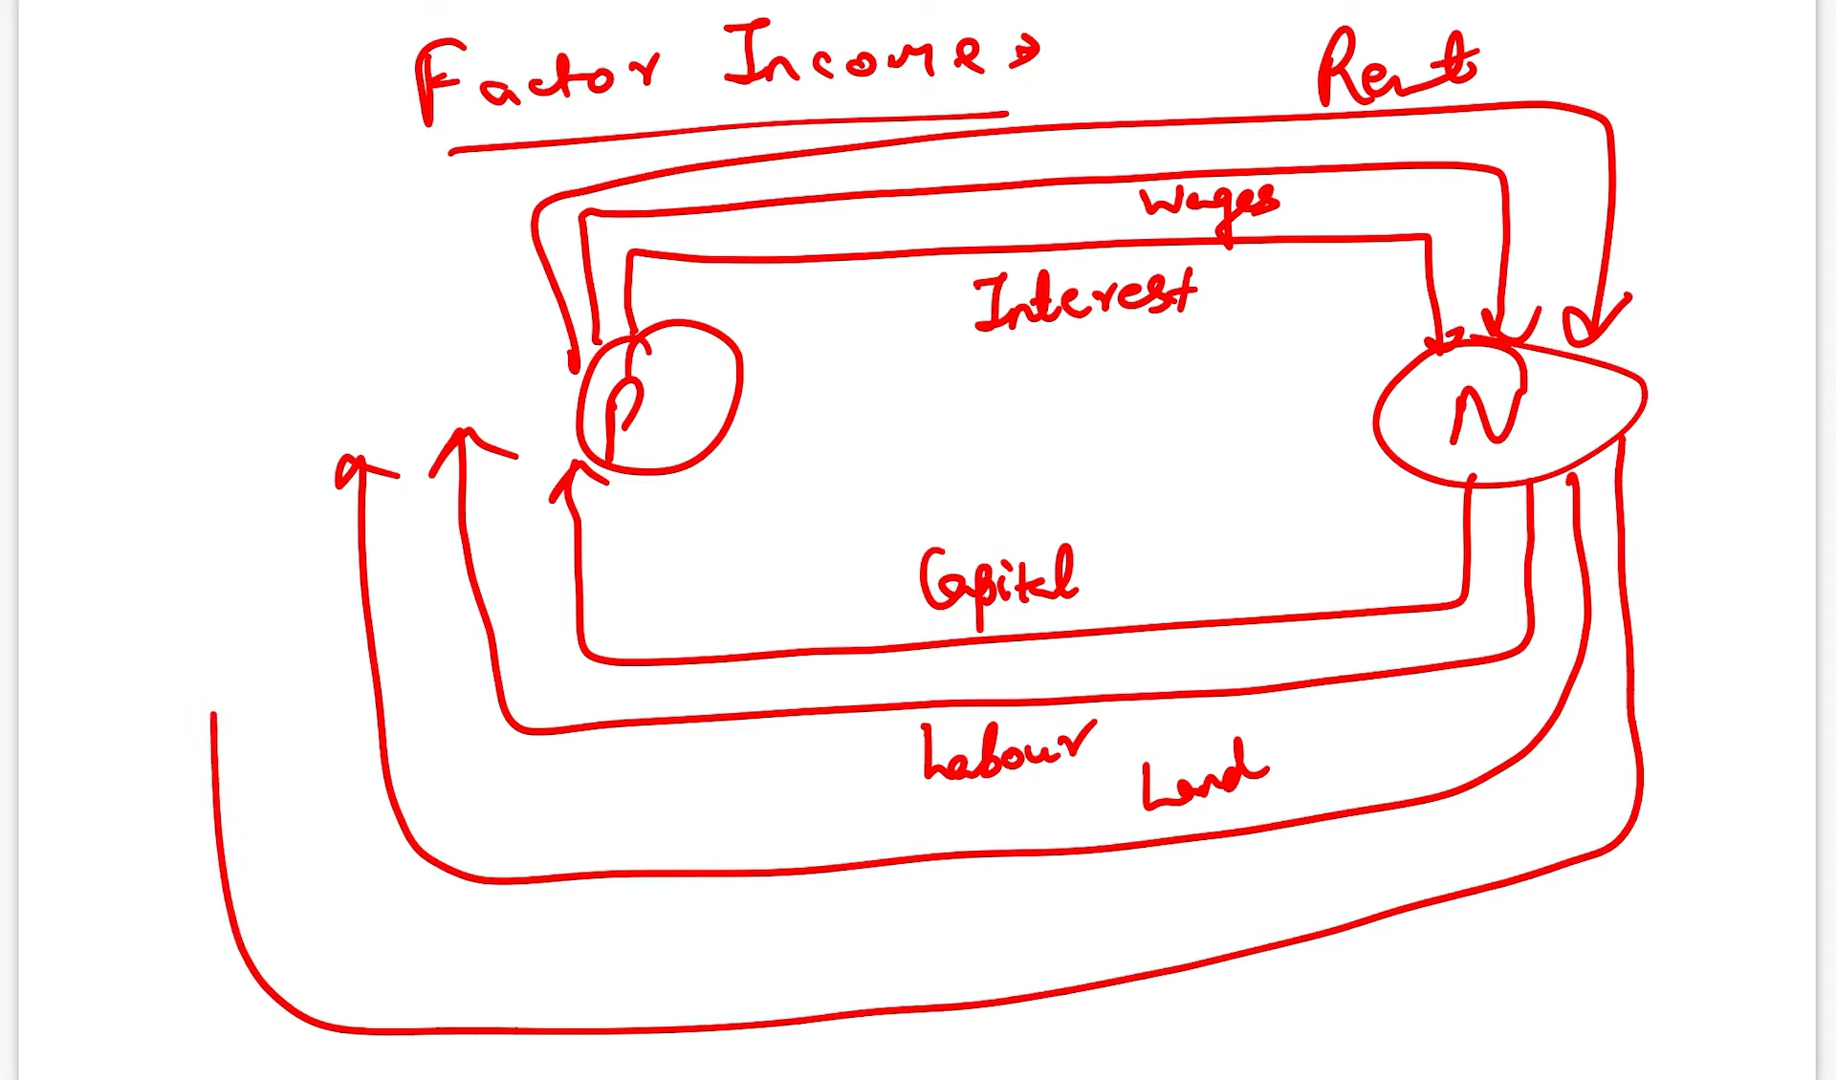 Factor Incomes
Rent
Wages
Interest
P
N
Capital
Labour
Land